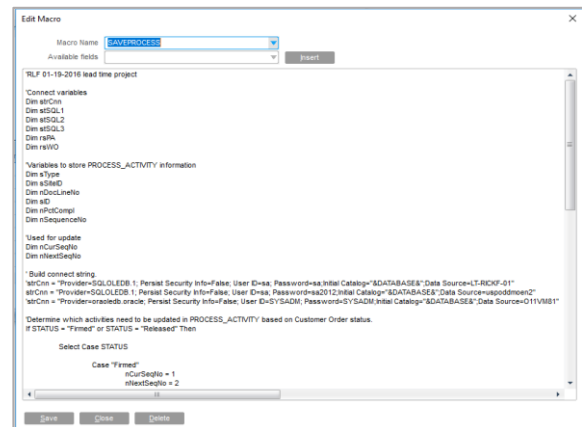 Edit Macro
Macro Name SAVEPROCESS
Available fields Insert
'RLF 01-19-2016 lead time project
'Connect variables
Dim strCnn
Dim stSQL1
Dim stSQL2
Dim stSQL3
Dim rsPA
Dim rsWO
'Variables to store PROCESS_ACTIVITY information
Dim sType
Dim sSiteID
Dim nDocLineNo
Dim sID
Dim nPctCompl
Dim nSequenceNo
'Used for update
Dim nCurSeqNo
Dim nNextSeqNo
' Build connect string.
'strCnn = "Provider=SQLOLEDB.1; Persist Security Info=False; User ID=sa; Password=sa;Initial Catalog="&DATABASE&";Data Source=LT-RICKF-01"
strCnn = "Provider=SQLOLEDB.1; Persist Security Info=False; User ID=sa; Password=sa2012;Initial Catalog="&DATABASE&";Data Source=uspoddmoen2"
'strCnn = "Provider=oraoledb.oracle; Persist Security Info=False; User ID=SYSADM; Password=SYSADM;Initial Catalog="&DATABASE&";Data Source=O11VM81"
'Determine which activities need to be updated in PROCESS_ACTIVITY based on Customer Order status.
If STATUS = "Firmed" or STATUS = "Released" Then
Select Case STATUS
Case "Firmed"
nCurSeqNo = 1
nNextSeqNo = 2
Save Close Delete